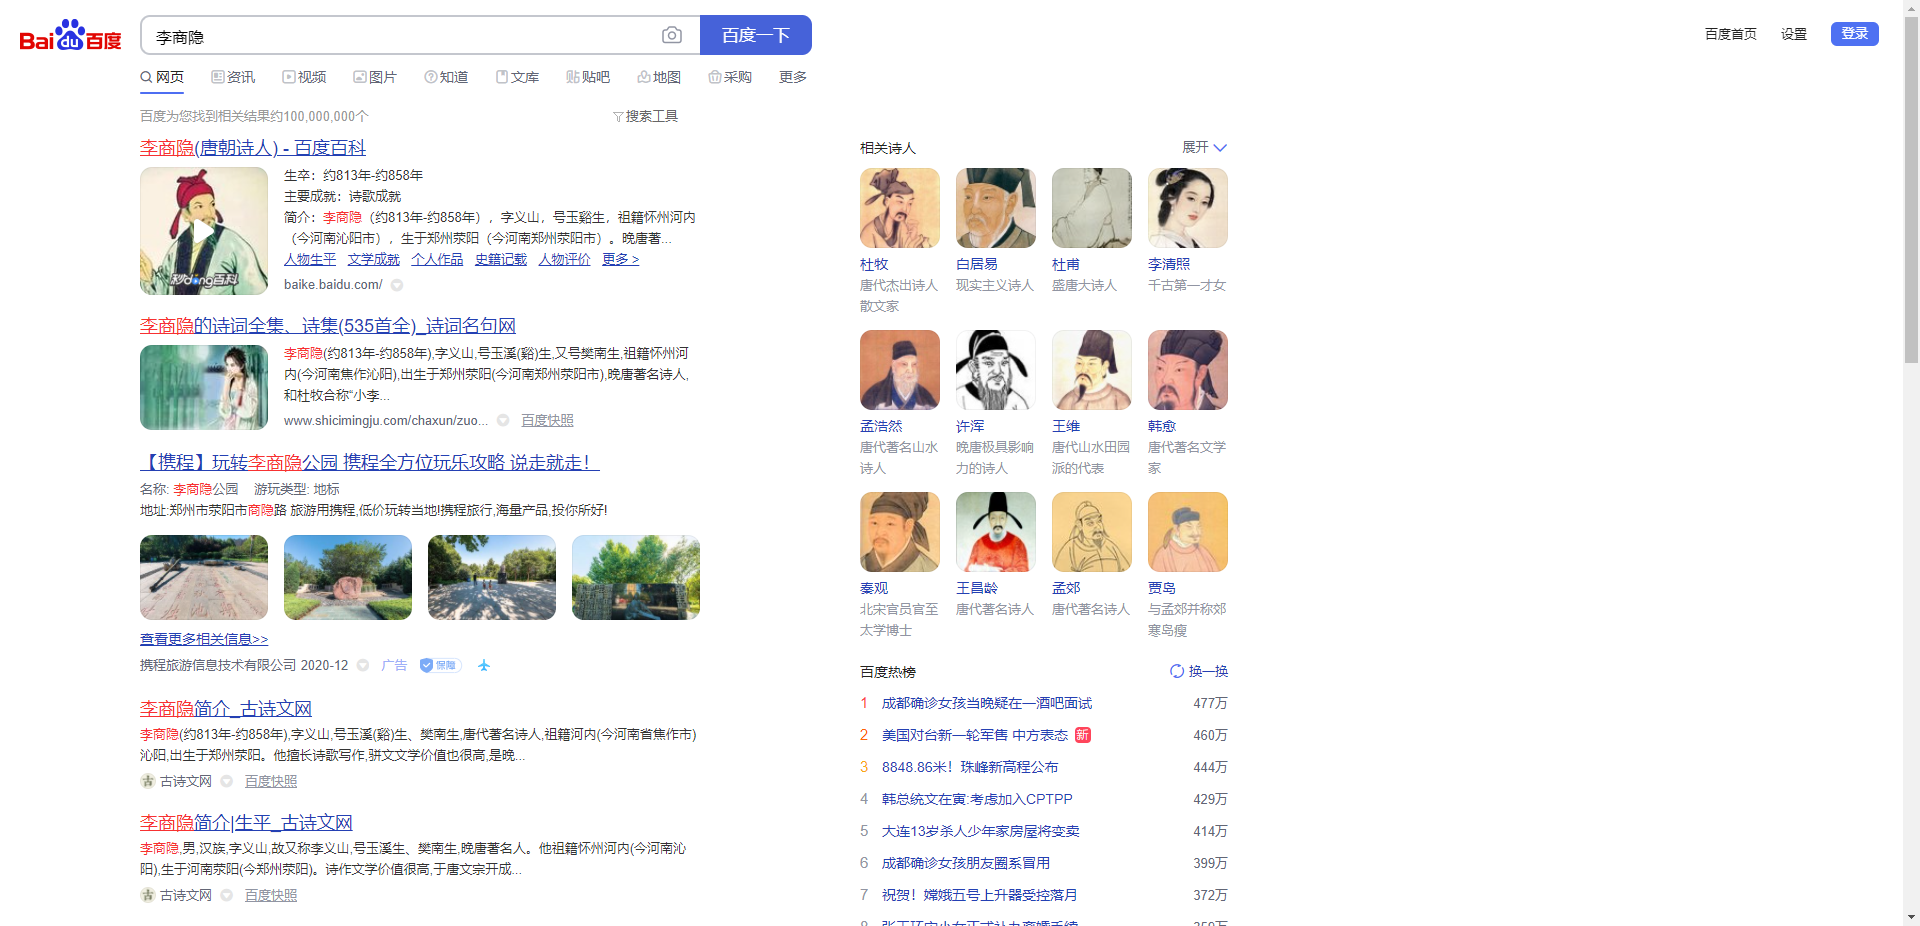 Bai du 百度
李商隐
百度一下
百度首页 设置 登录
网页 资讯 视频 图片 知道 文库 贴吧 地图 采购 更多
百度为您找到相关结果约100,000,000个
搜索工具
李商隐(唐朝诗人) - 百度百科
生卒：约813年-约858年
主要成就：诗歌成就
简介：李商隐（约813年-约858年），字义山，号玉谿生，祖籍怀州河内
（今河南沁阳市），生于郑州荥阳（今河南郑州荥阳市）。晚唐著...
人物生平 文学成就 个人作品 史籍记载 人物评价 更多 >
秒dong百科
baike.baidu.com/
李商隐的诗词全集、诗集(535首全)_诗词名句网
李商隐(约813年-约858年),字义山,号玉溪(谿)生,又号樊南生,祖籍怀州河
内(今河南焦作沁阳),出生于郑州荥阳(今河南郑州荥阳市),晚唐著名诗人,
和杜牧合称“小李...
www.shicimingju.com/chaxun/zuo... 百度快照
【携程】玩转李商隐公园 携程全方位玩乐攻略 说走就走！
名称: 李商隐公园 游玩类型: 地标
地址:郑州市荥阳市商隐路 旅游用携程,低价玩转当地!携程旅行,海量产品,投你所好!
查看更多相关信息>>
携程旅游信息技术有限公司 2020-12 广告 保障
李商隐简介_古诗文网
李商隐(约813年-约858年),字义山,号玉溪(谿)生、樊南生,唐代著名诗人,祖籍河内(今河南省焦作市)
沁阳,出生于郑州荥阳。他擅长诗歌写作,骈文文学价值也很高,是晚...
古 古诗文网 百度快照
李商隐简介|生平_古诗文网
李商隐,男,汉族,字义山,故又称李义山,号玉溪生、樊南生,晚唐著名人。他祖籍怀州河内(今河南沁
阳),生于河南荥阳(今郑州荥阳)。诗作文学价值很高,于唐文宗开成...
古 古诗文网 百度快照
相关诗人 展开
杜牧 白居易 杜甫 李清照
唐代杰出诗人 现实主义诗人 盛唐大诗人 千古第一才女
散文家
孟浩然 许浑 王维 韩愈
唐代著名山水 晚唐极具影响 唐代山水田园 唐代著名文学
诗人 力的诗人 派的代表 家
秦观 王昌龄 孟郊 贾岛
北宋官员官至 唐代著名诗人 唐代著名诗人 与孟郊并称郊
太学博士 寒岛瘦
百度热榜 换一换
1 成都确诊女孩当晚疑在一酒吧面试 477万
2 美国对台新一轮军售 中方表态 新 460万
3 8848.86米！珠峰新高程公布 444万
4 韩总统文在寅:考虑加入CPTPP 429万
5 大连13岁杀人少年家房屋将变卖 414万
6 成都确诊女孩朋友圈系冒用 399万
7 祝贺！嫦娥五号上升器受控落月 372万